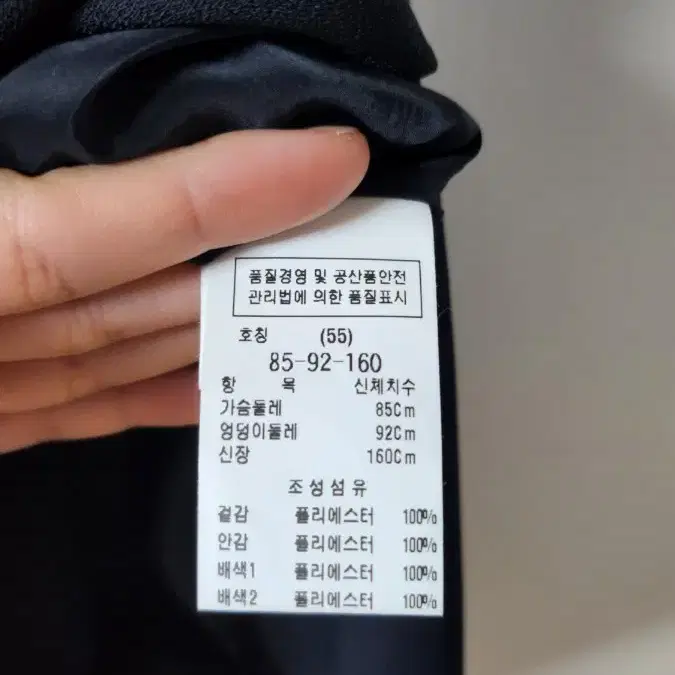 품질경영 및 공산품안전
관리법에 의한 품질표시
호칭 (55)
85-92-160
항 목 신체치수
가슴둘레 85Cm
엉덩이둘레 92Cm
신장 160Cm
조성섬유
겉감 폴리에스터 100%
안감 폴리에스터 100%
배색1 폴리에스터 100%
배색2 폴리에스터 100%